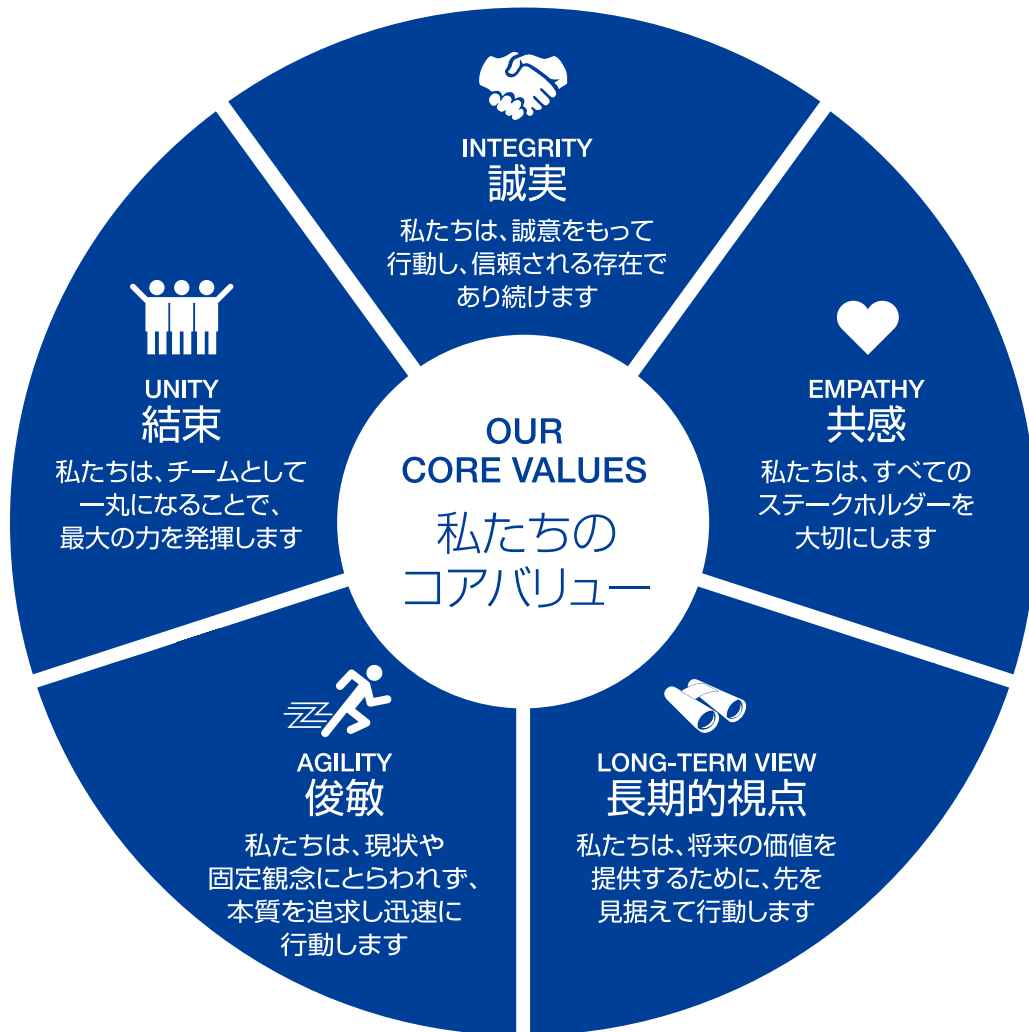 INTEGRITY
誠実
私たちは、誠意をもって
行動し、信頼される存在で
あり続けます
EMPATHY
共感
私たちは、すべての
ステークホルダーを
大切にします
LONG-TERM VIEW
長期的視点
私たちは、将来の価値を
提供するために、先を
見据えて行動します
AGILITY
俊敏
私たちは、現状や
固定観念にとらわれず、
本質を追求し迅速に
行動します
UNITY
結束
私たちは、チームとして
一丸になることで、
最大の力を発揮します
OUR
CORE VALUES
私たちの
コアバリュー